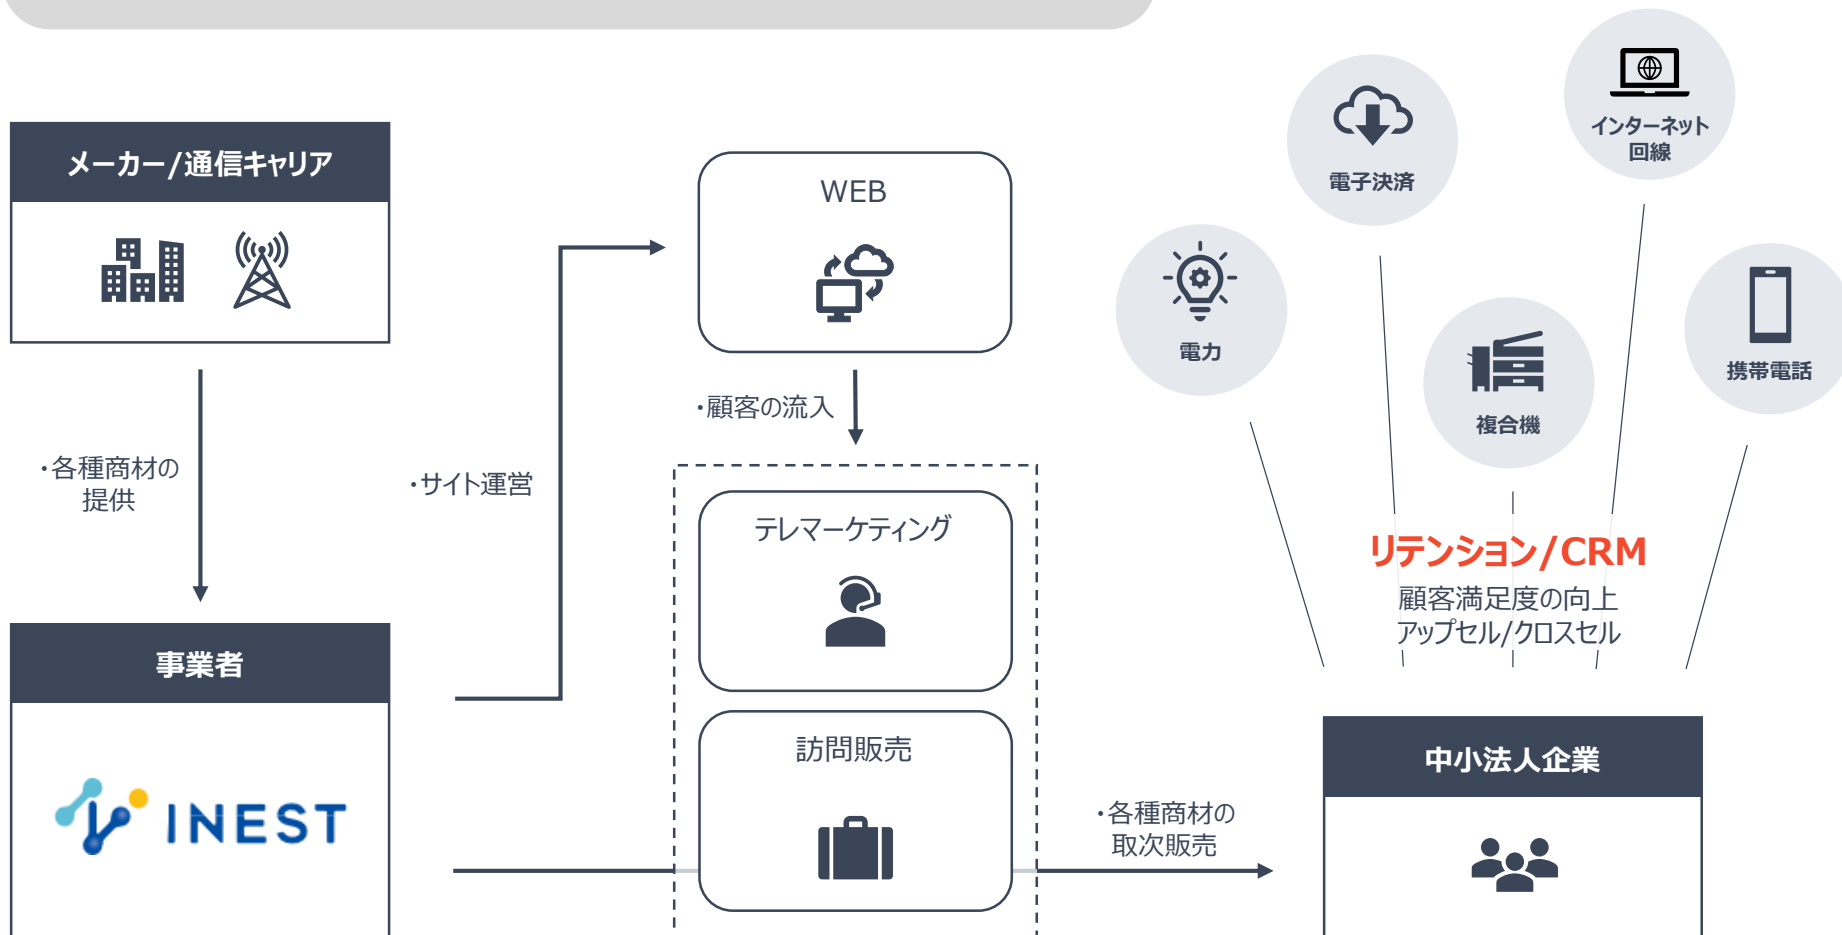 メーカー/通信キャリア
・各種商材の
提供
事業者
INEST
・サイト運営
WEB
・顧客の流入
テレマーケティング
訪問販売
・各種商材の
取次販売
電力
電子決済
複合機
インターネット
回線
携帯電話
リテンション/CRM
顧客満足度の向上
アップセル/クロスセル
中小法人企業